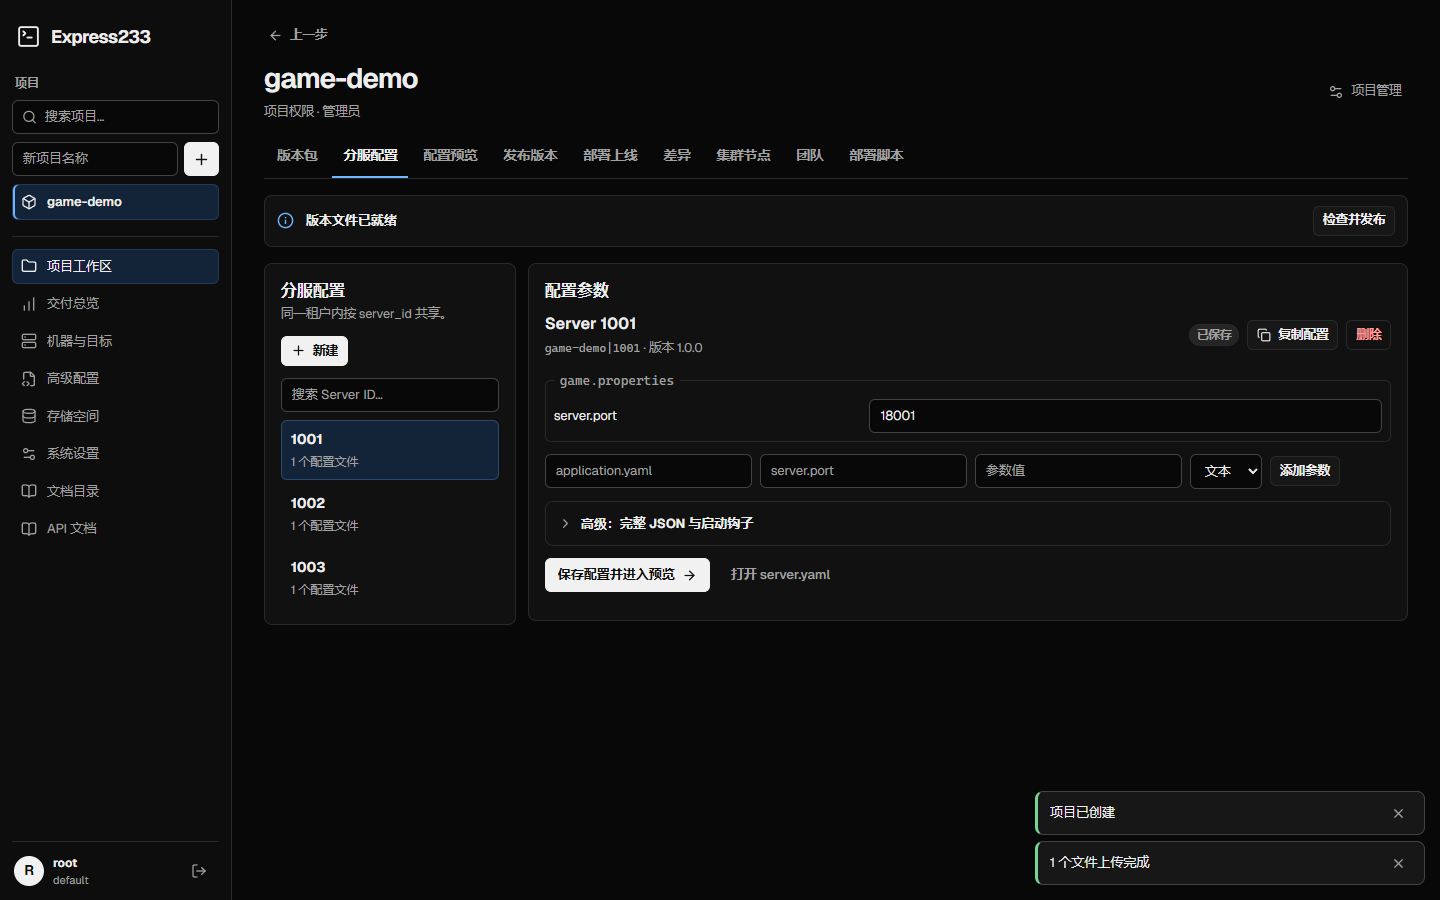 Express233
项目
搜索项目...
新项目名称
game-demo
项目工作区
交付总览
机器与目标
高级配置
存储空间
系统设置
文档目录
API 文档
R
root
default
上一步
game-demo
项目权限 · 管理员
项目管理
版本包 分服配置 配置预览 发布版本 部署上线 差异 集群节点 团队 部署脚本
版本文件已就绪
检查并发布
分服配置
同一租户内按 server_id 共享。
新建
搜索 Server ID...
1001
1 个配置文件
1002
1 个配置文件
1003
1 个配置文件
配置参数
Server 1001
game-demo|1001 · 版本 1.0.0
已保存 复制配置 删除
game.properties
server.port 18001
application.yaml server.port 参数值 文本 添加参数
高级：完整 JSON 与启动钩子
保存配置并进入预览 打开 server.yaml
项目已创建
1 个文件上传完成